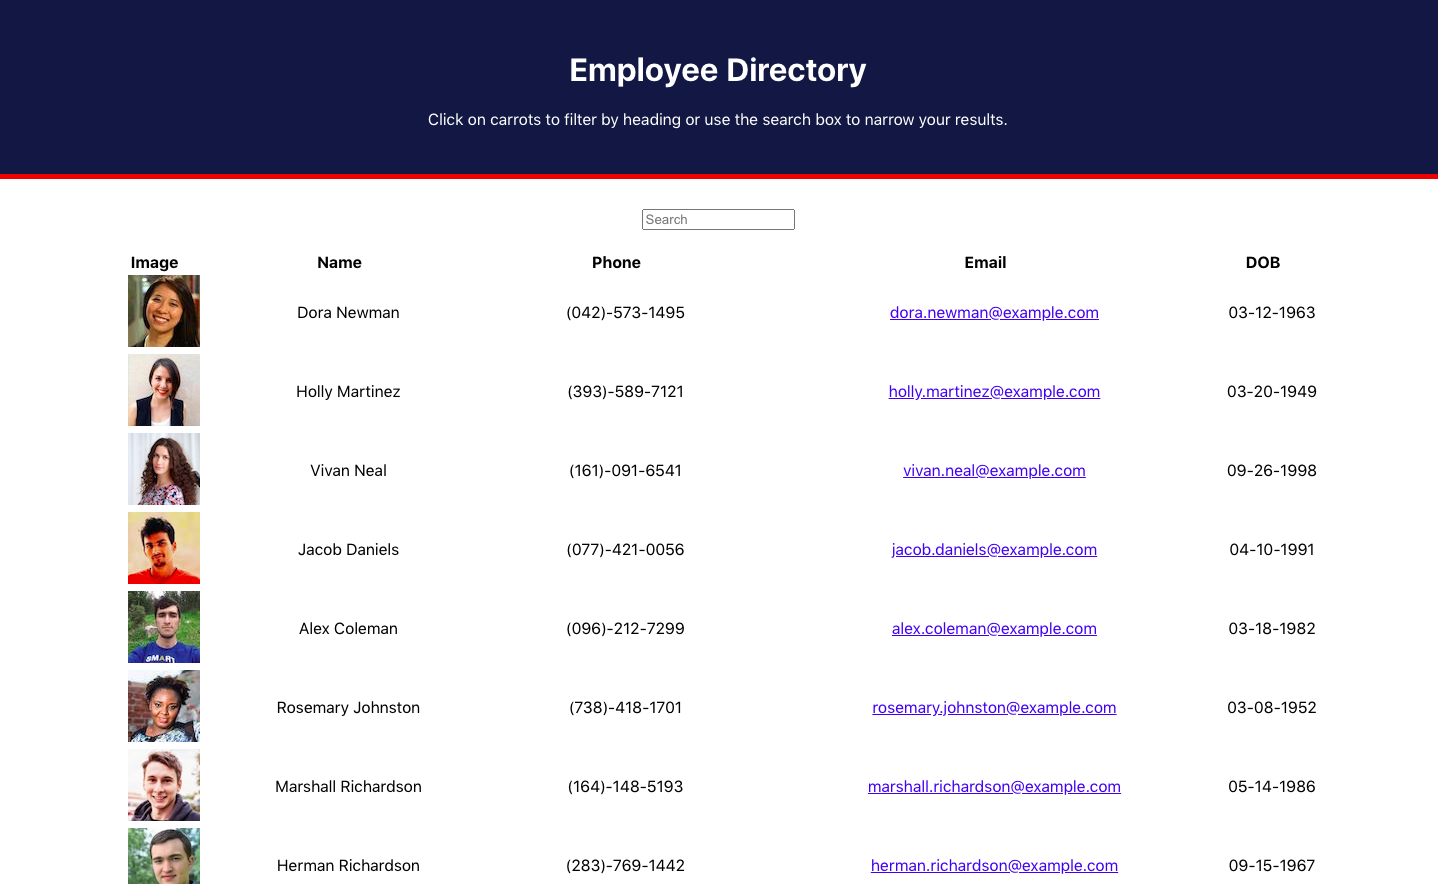 Employee Directory
Click on carrots to filter by heading or use the search box to narrow your results.
Search
Image Name Phone Email DOB
Dora Newman (042)-573-1495 dora.newman@example.com 03-12-1963
Holly Martinez (393)-589-7121 holly.martinez@example.com 03-20-1949
Vivan Neal (161)-091-6541 vivan.neal@example.com 09-26-1998
Jacob Daniels (077)-421-0056 jacob.daniels@example.com 04-10-1991
Alex Coleman (096)-212-7299 alex.coleman@example.com 03-18-1982
SMART
Rosemary Johnston (738)-418-1701 rosemary.johnston@example.com 03-08-1952
Marshall Richardson (164)-148-5193 marshall.richardson@example.com 05-14-1986
Herman Richardson (283)-769-1442 herman.richardson@example.com 09-15-1967